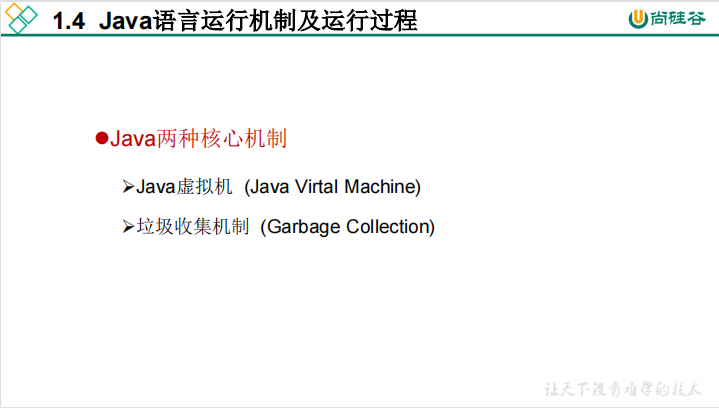 1.4 Java语言运行机制及运行过程
尚硅谷
●Java两种核心机制
➢Java虚拟机 (Java Virtal Machine)
➢垃圾收集机制 (Garbage Collection)
让天下没有难学的技术